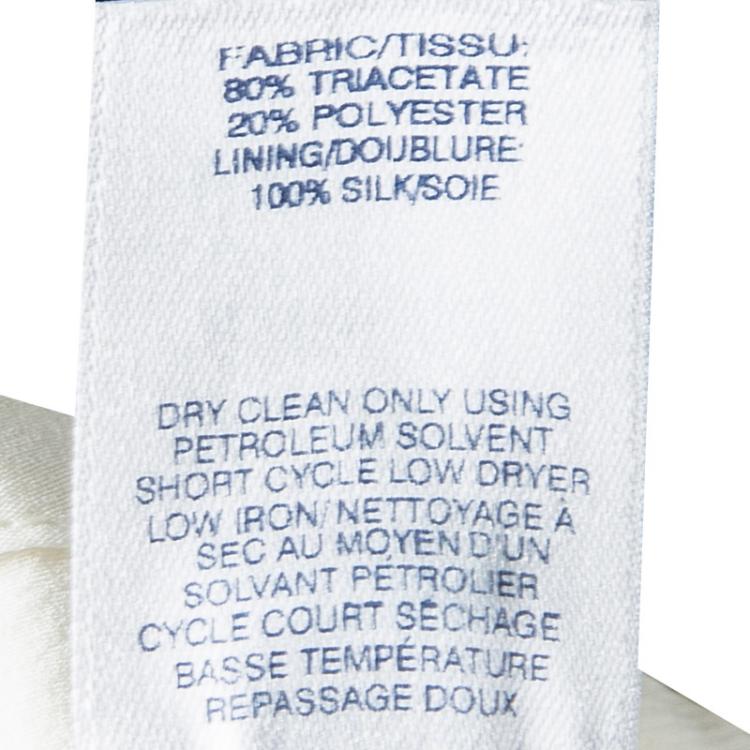 FABRIC/TISSU:
80% TRIACETATE
20% POLYESTER
LINING/DOUBLURE:
100% SILK/SOIE
DRY CLEAN ONLY USING
PETROLEUM SOLVENT
SHORT CYCLE LOW DRYER
LOW IRON/NETTOYAGE À
SEC AU MOYEN D'UN
SOLVANT PÉTROLIER
CYCLE COURT SÉCHAGE
BASSE TEMPÉRATURE
REPASSAGE DOUX